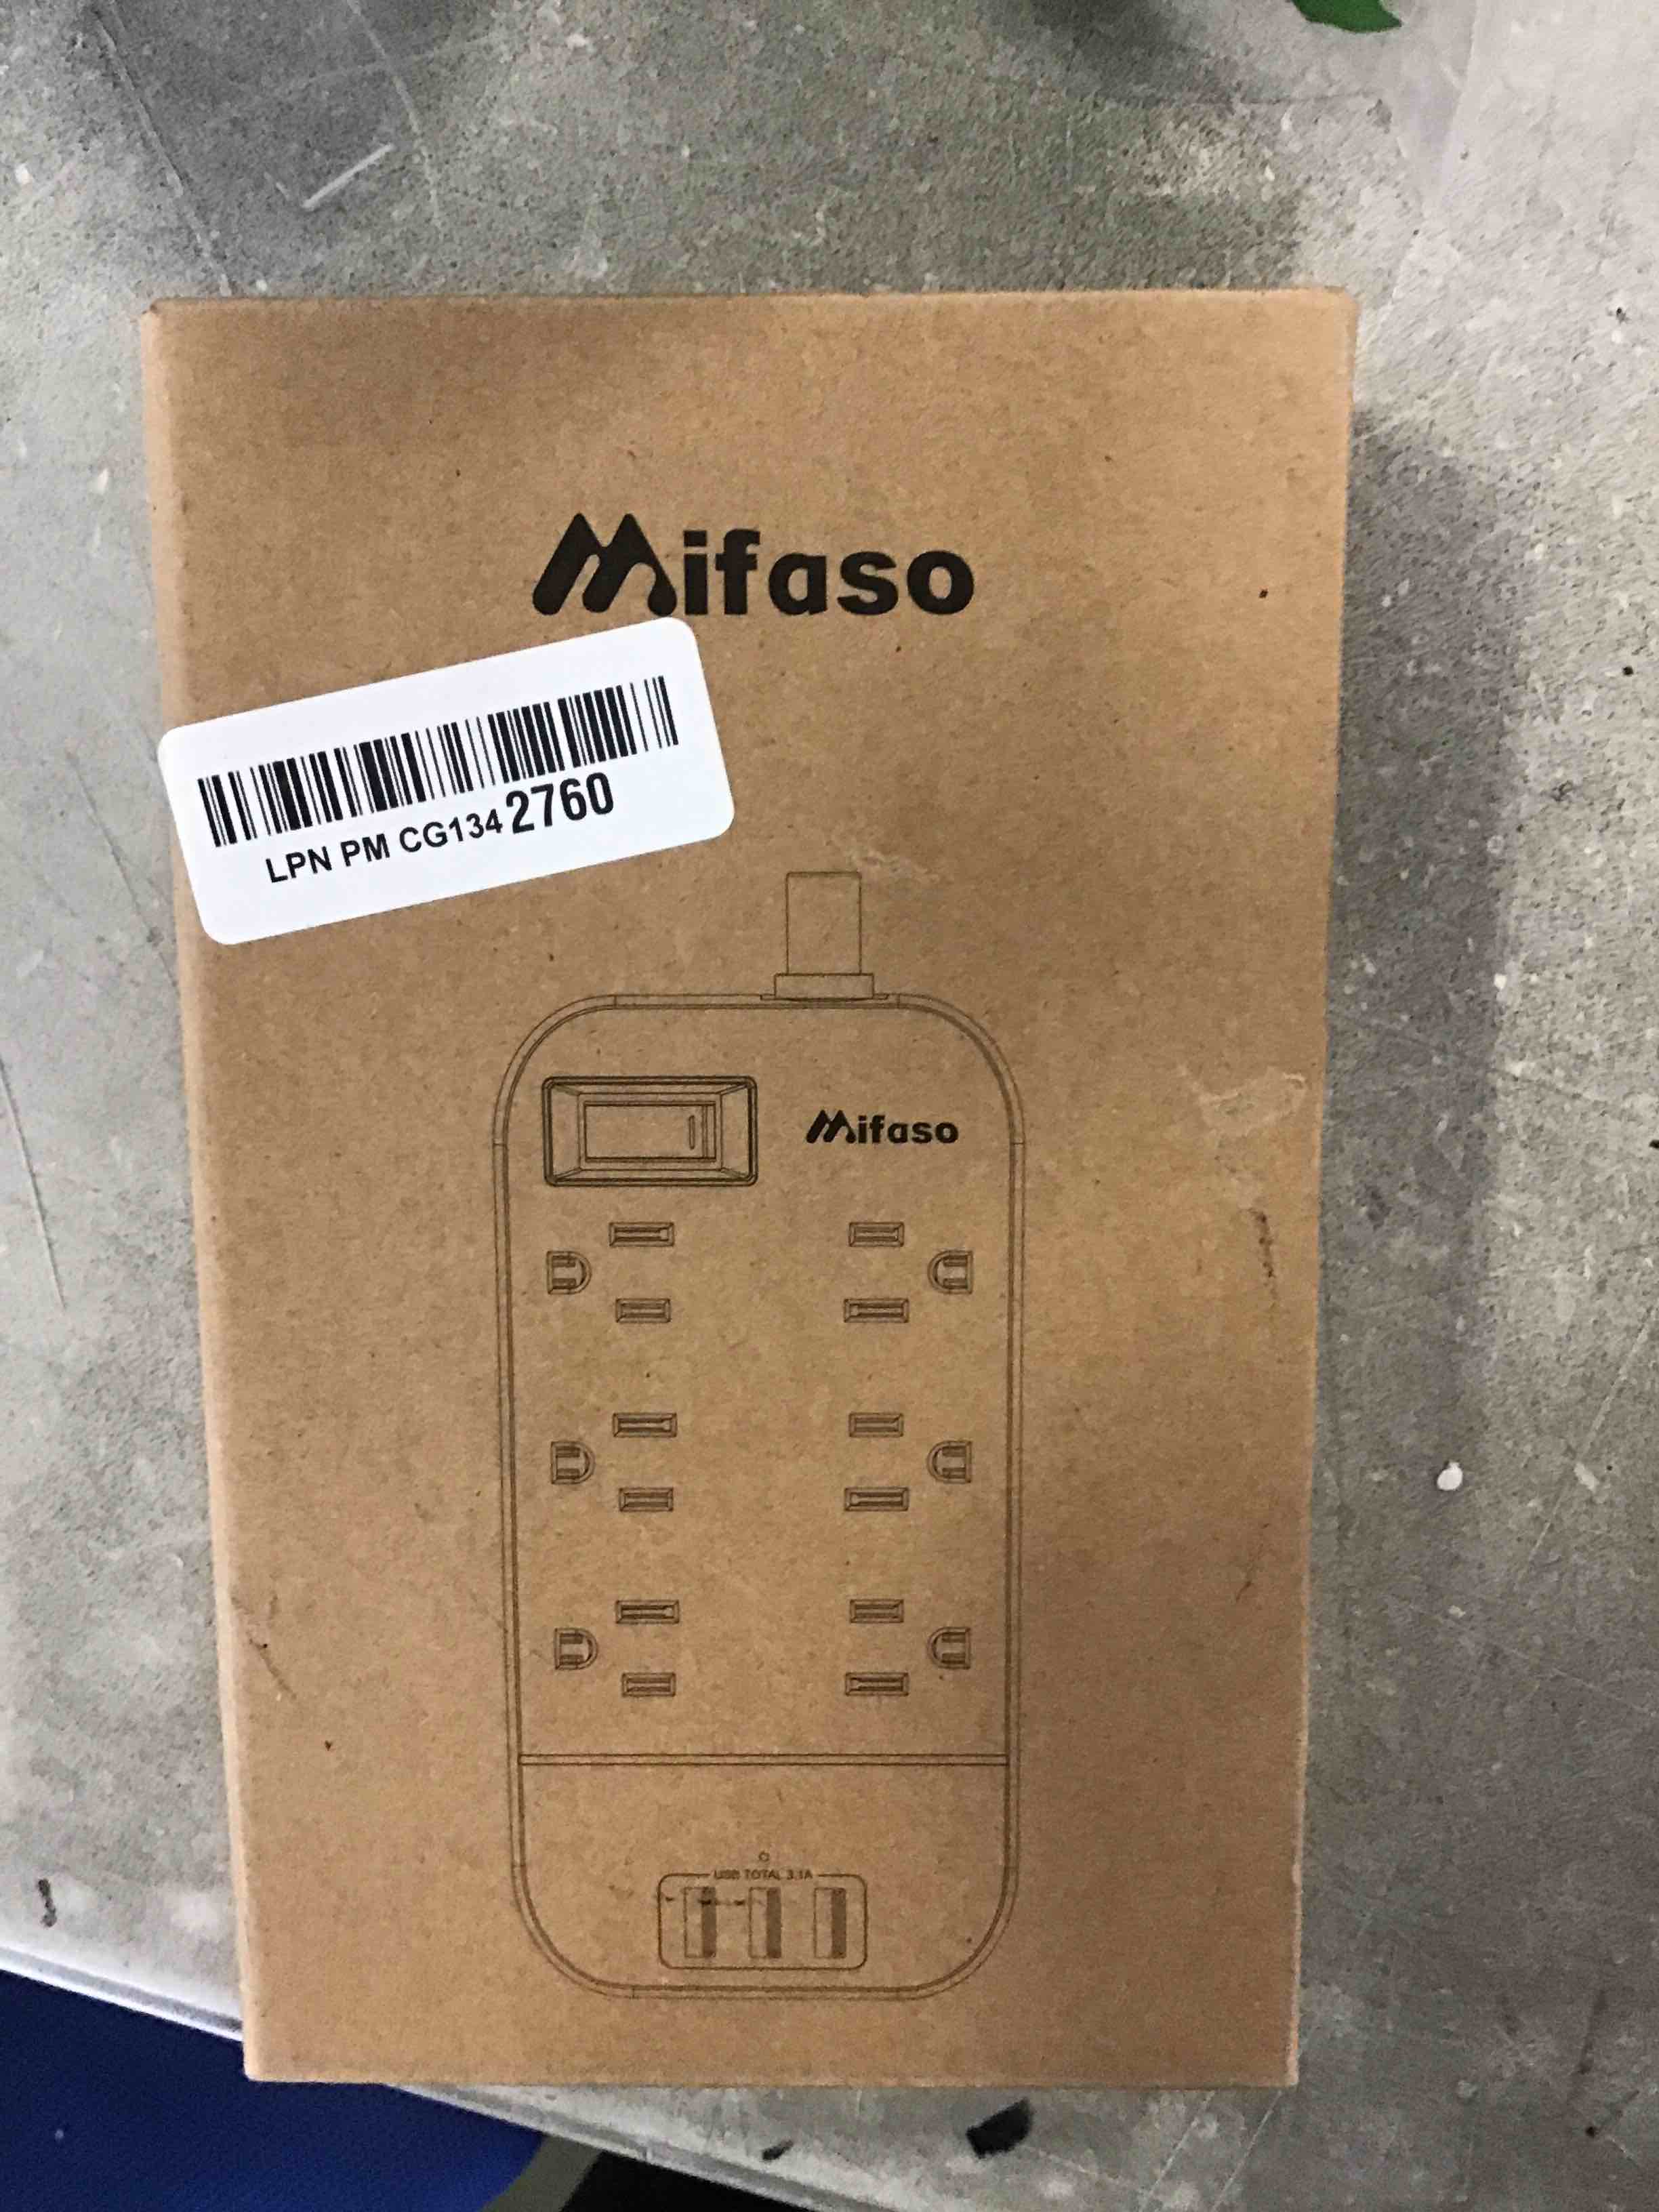 Mifaso
LPN PM CG1342760
Mifaso
USB TOTAL 3.1A